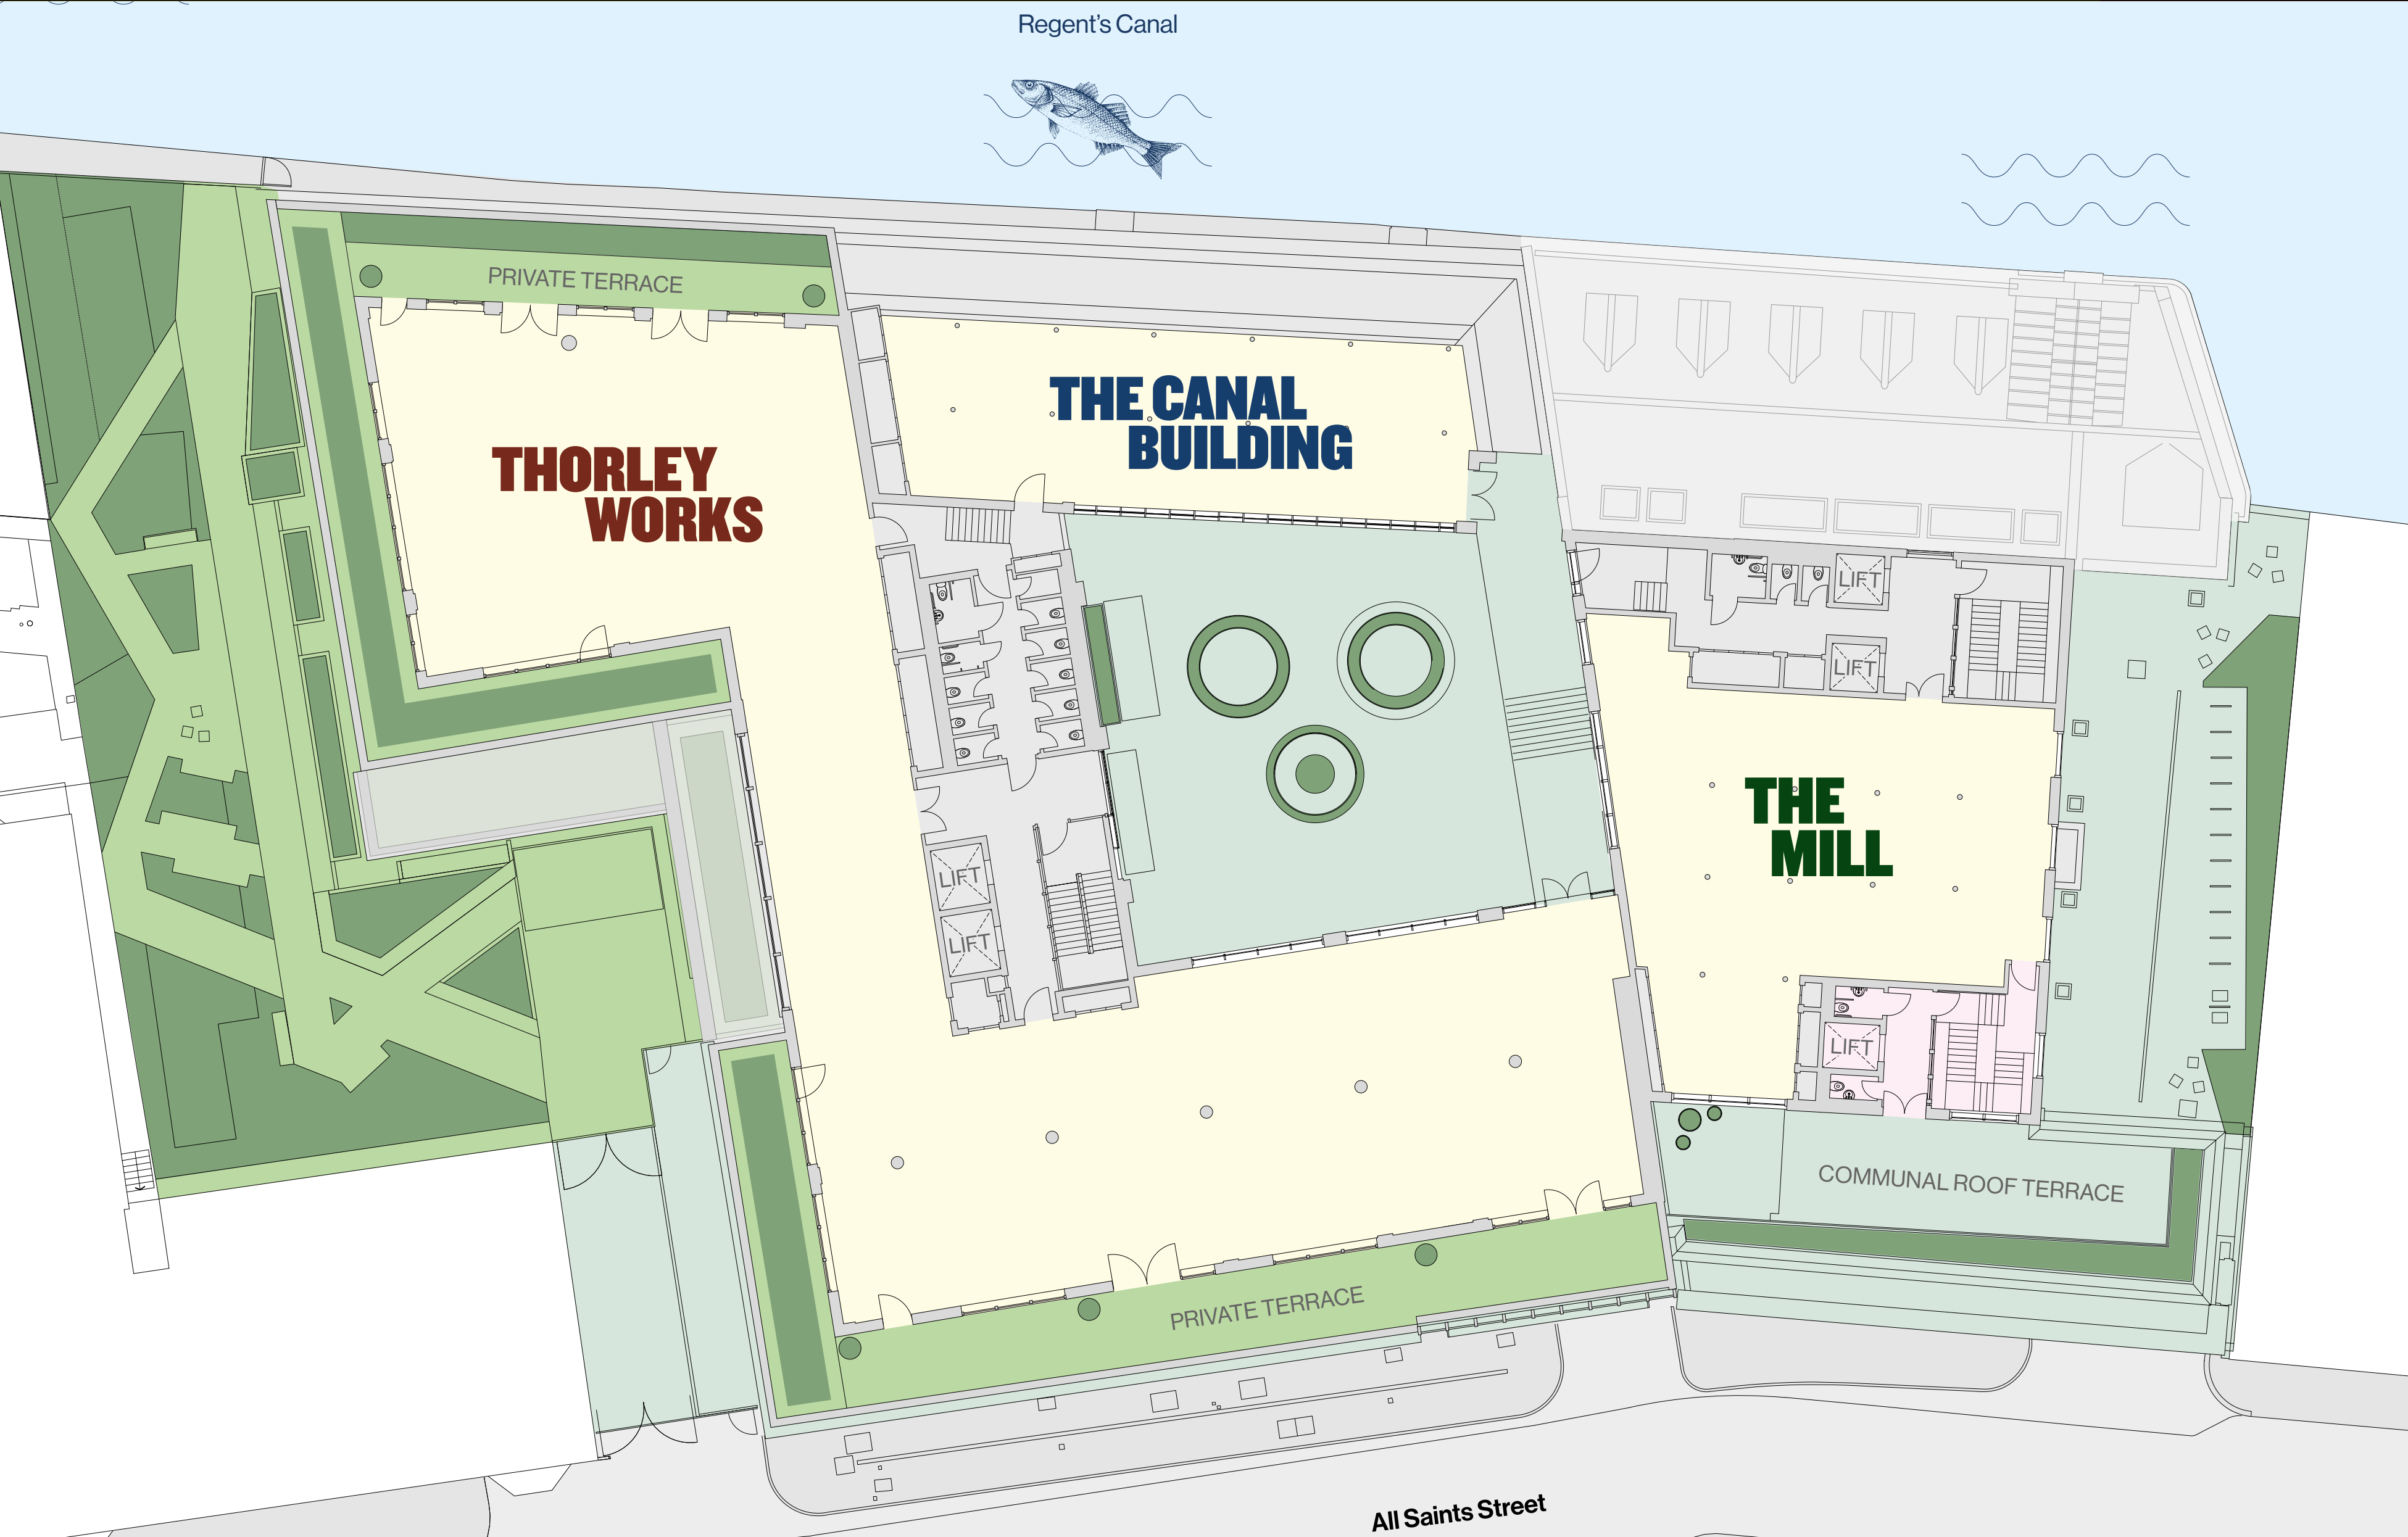 Regent's Canal
PRIVATE TERRACE
THE CANAL
BUILDING
THORLEY
WORKS
LIFT
LIFT
THE
MILL
LIFT
LIFT
LIFT
COMMUNAL ROOF TERRACE
PRIVATE TERRACE
All Saints Street